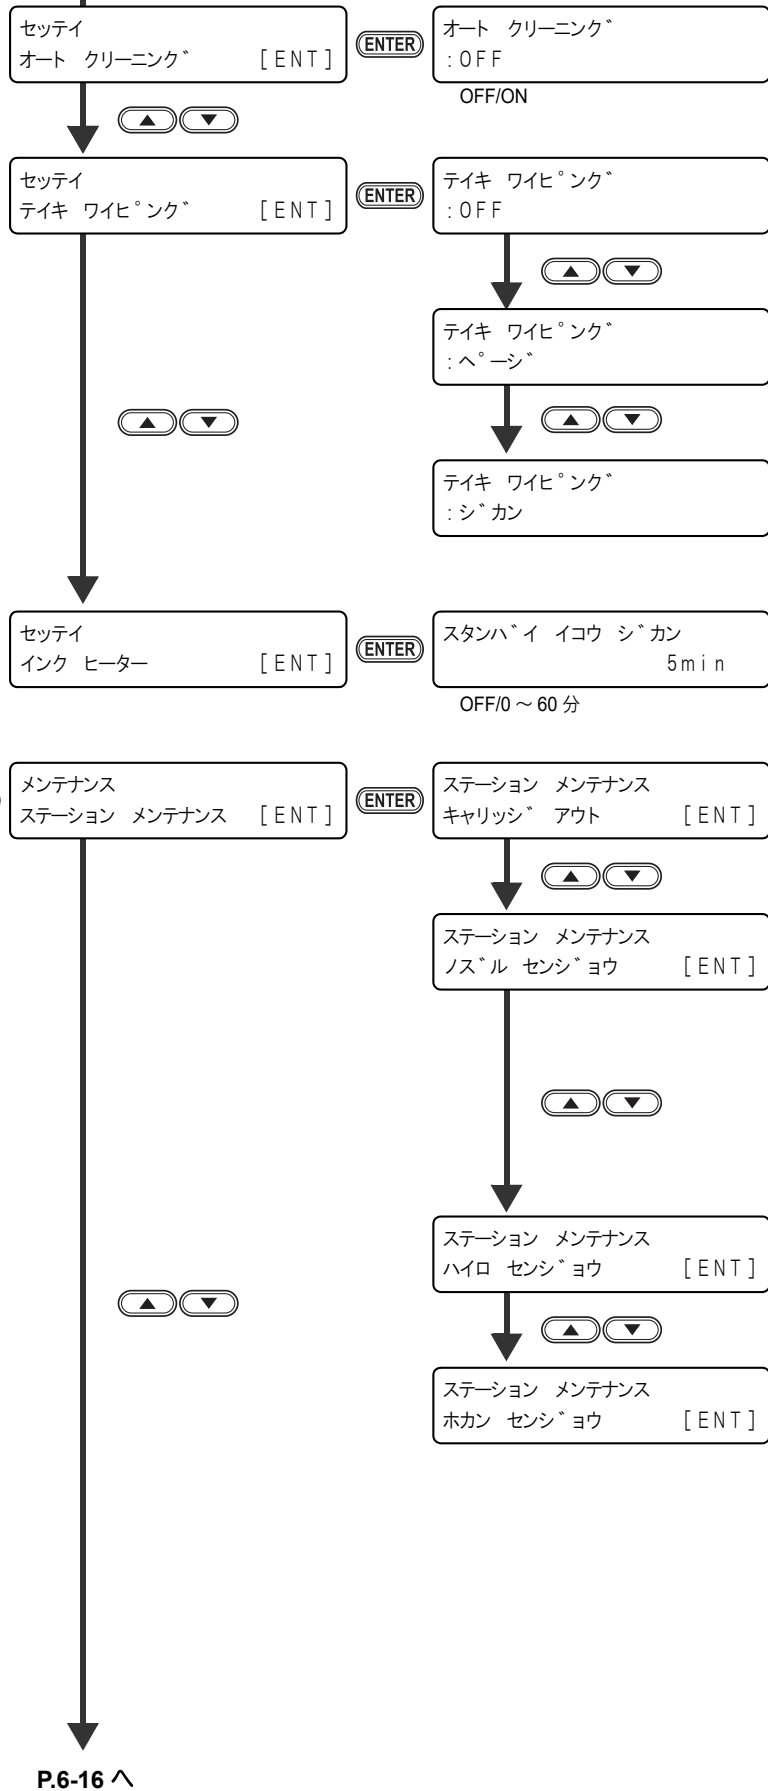 セッテイ
オート クリーニング [ENT]
ENTER
オート クリーニング
:OFF
OFF/ON
セッテイ
テイキ ワイピング [ENT]
ENTER
テイキ ワイピング
:OFF
テイキ ワイピング
:ページ
テイキ ワイピング
:ジカン
セッテイ
インク ヒーター [ENT]
ENTER
スタンバイ イコウ ジカン
5min
OFF/0 ～ 60 分
メンテナンス
ステーション メンテナンス [ENT]
ENTER
ステーション メンテナンス
キャリッジ アウト [ENT]
ステーション メンテナンス
ノズル センジョウ [ENT]
ステーション メンテナンス
ハイロ センジョウ [ENT]
ステーション メンテナンス
ホカン センジョウ [ENT]
P.6-16 へ